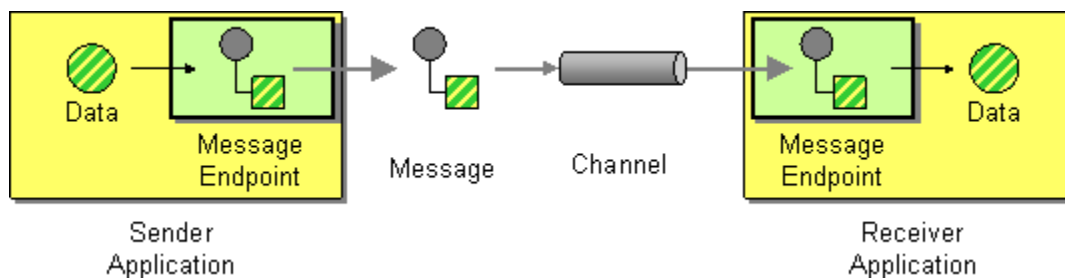 Data
Message
Endpoint
Message
Channel
Message
Endpoint
Data
Sender
Application
Receiver
Application